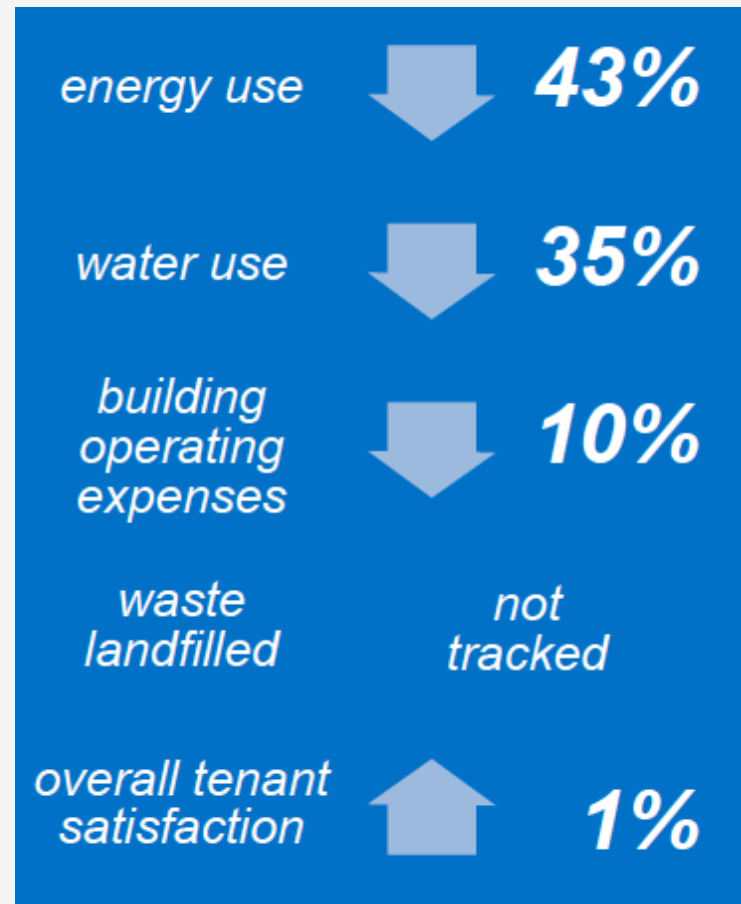 energy use 43%
water use 35%
building
operating 10%
expenses
waste not
landfilled tracked
overall tenant
satisfaction 1%